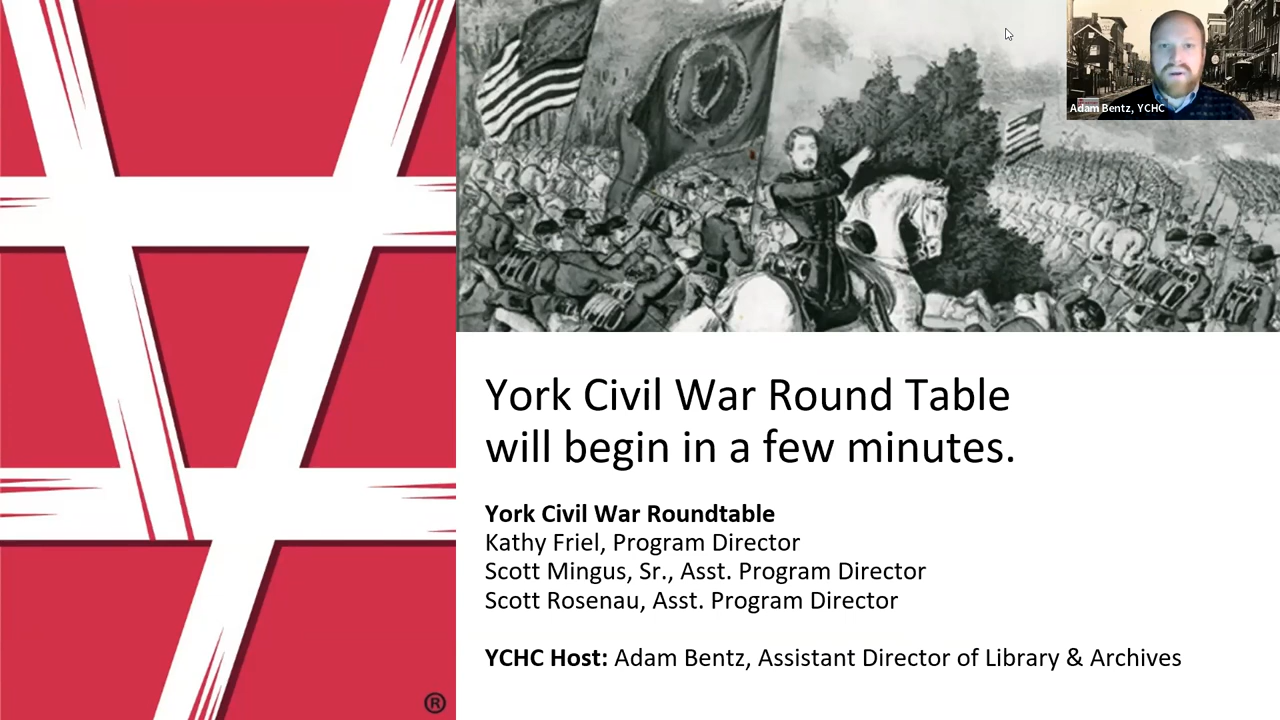 Adam Bentz, YCHC
York Civil War Round Table
will begin in a few minutes.
York Civil War Roundtable
Kathy Friel, Program Director
Scott Mingus, Sr., Asst. Program Director
Scott Rosenau, Asst. Program Director
YCHC Host: Adam Bentz, Assistant Director of Library & Archives
®